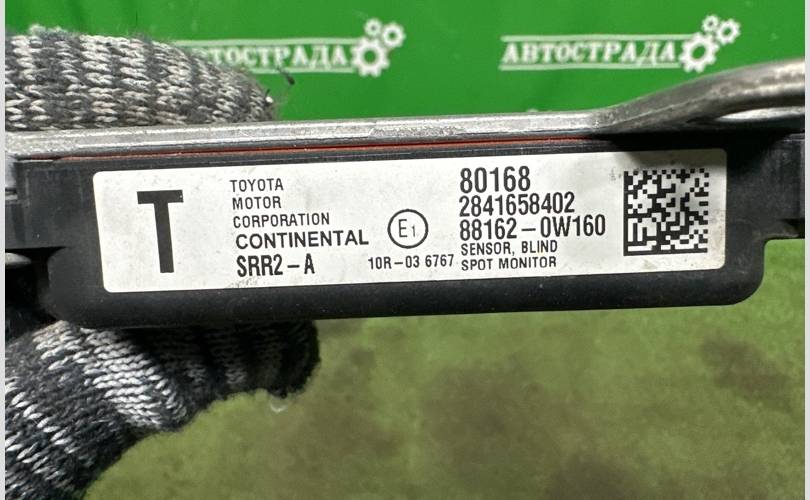 АВТОСТРАДА
АВТОСТРАДА
T
TOYOTA
MOTOR
CORPORATION
CONTINENTAL
SRR2-A
E1
10R-03 6767
80168
2841658402
88162-0W160
SENSOR, BLIND
SPOT MONITOR